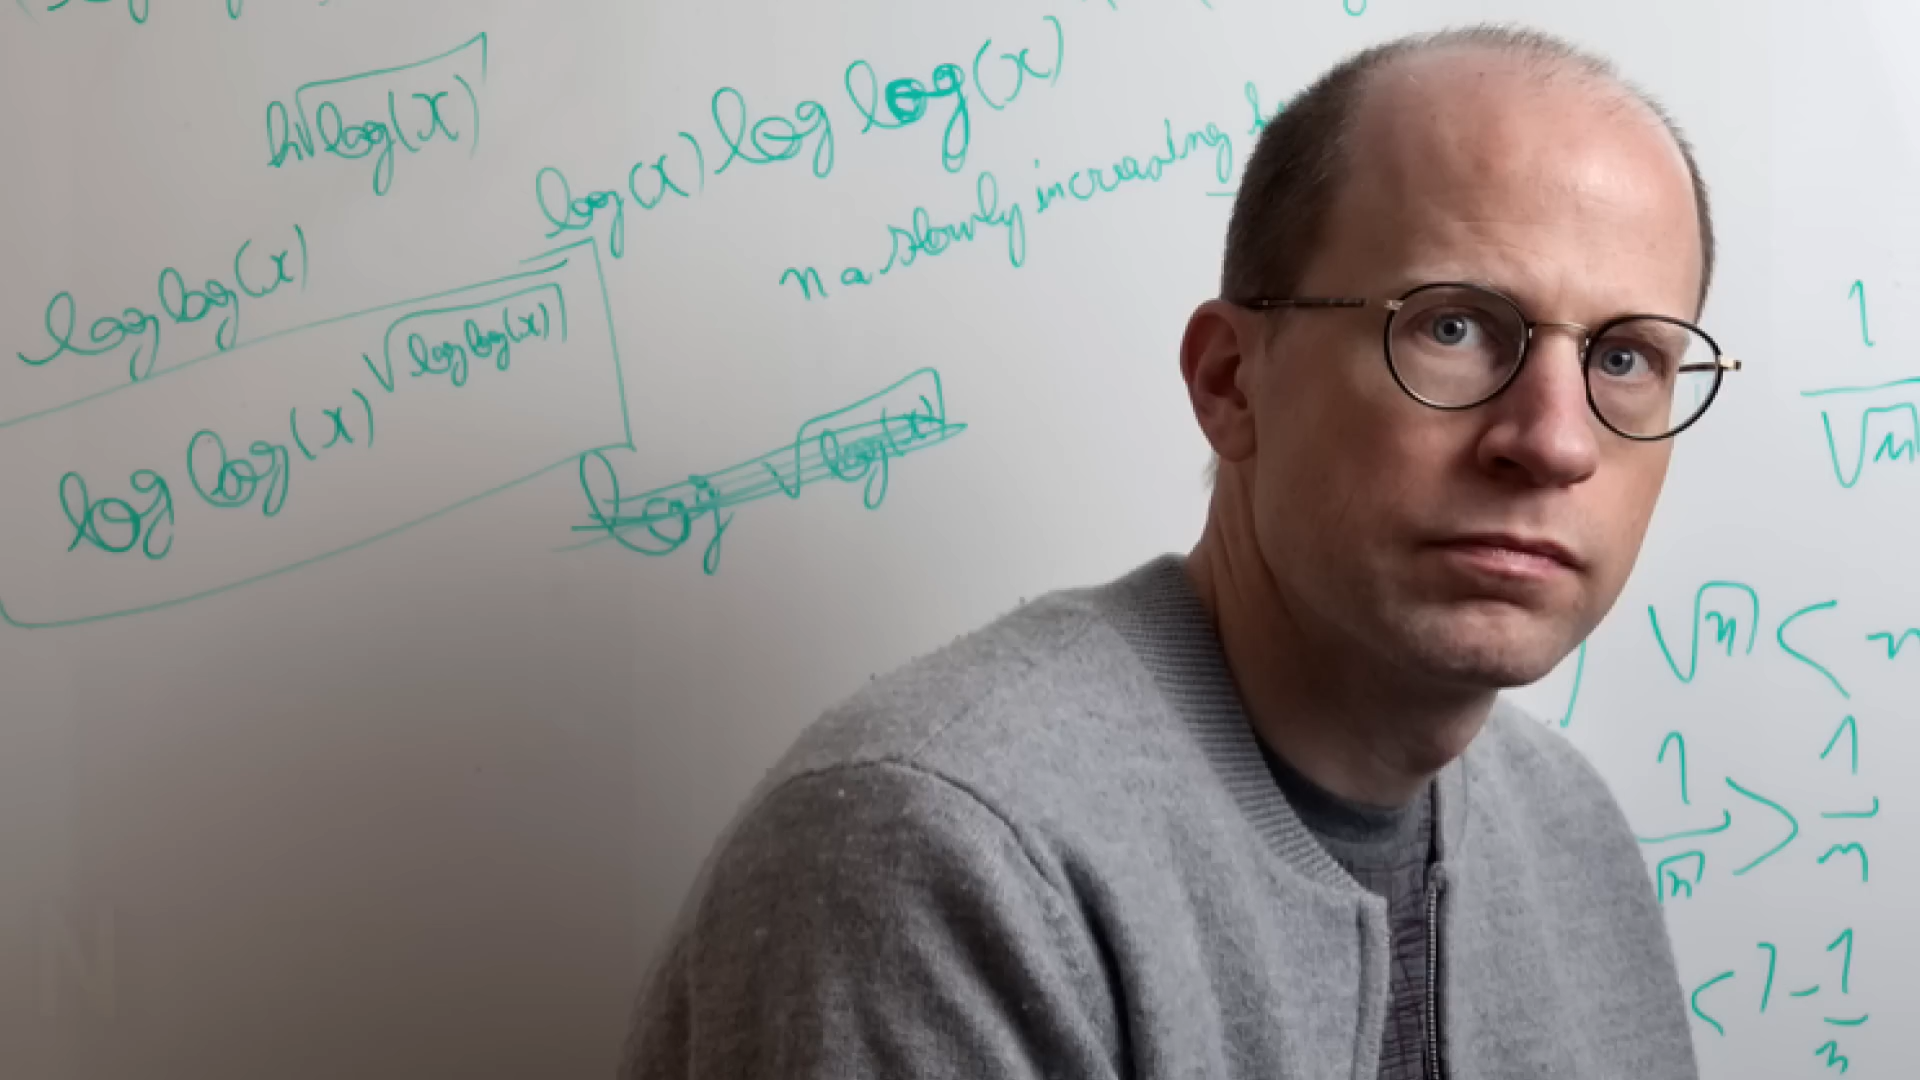 h√log(x)
log(x) log log(x)
n a slowly increasing
log log(x)
log log(x)^√(log log(x))
log √log(x)
1
√n
√n < n
1/√n > 1/n
< 1 - 1/3